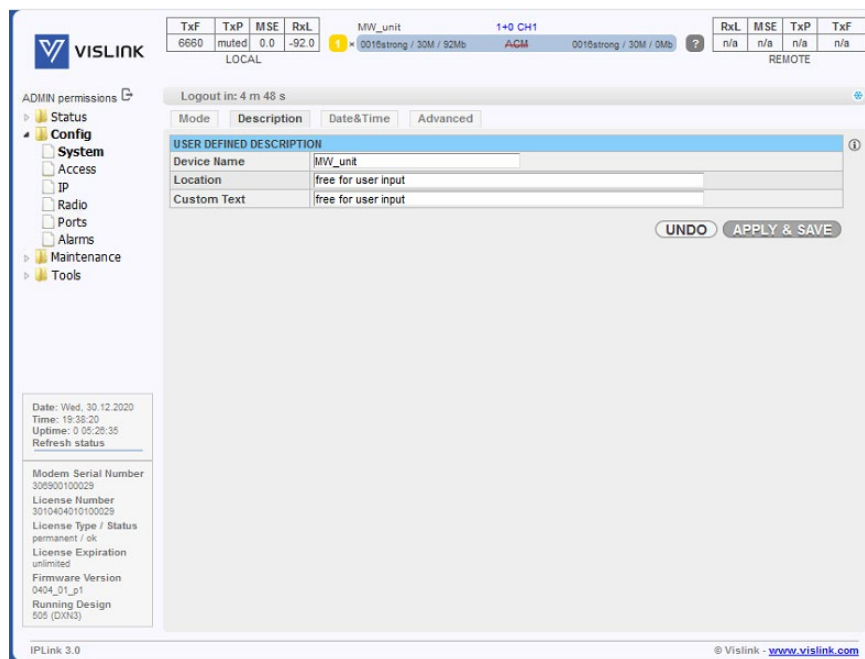 VISLINK
TxF TxP MSE RxL
6660 muted 0.0 -92.0
LOCAL
MW_unit 1+0 CH1
1 × 0016strong / 30M / 92Mb ACM 0016strong / 30M / 0Mb ?
RxL MSE TxP TxF
n/a n/a n/a n/a
REMOTE
ADMIN permissions
Logout in: 4 m 48 s
Status
Config
System
Access
IP
Radio
Ports
Alarms
Maintenance
Tools
Mode Description Date&Time Advanced
USER DEFINED DESCRIPTION
Device Name MW_unit
Location free for user input
Custom Text free for user input
UNDO APPLY & SAVE
Date: Wed, 30.12.2020
Time: 19:38:20
Uptime: 0 05:26:35
Refresh status
Modem Serial Number
306900100029
License Number
3010404010100029
License Type / Status
permanent / ok
License Expiration
unlimited
Firmware Version
0404_01_p1
Running Design
505 (DXN3)
IPLink 3.0
© Vislink - www.vislink.com